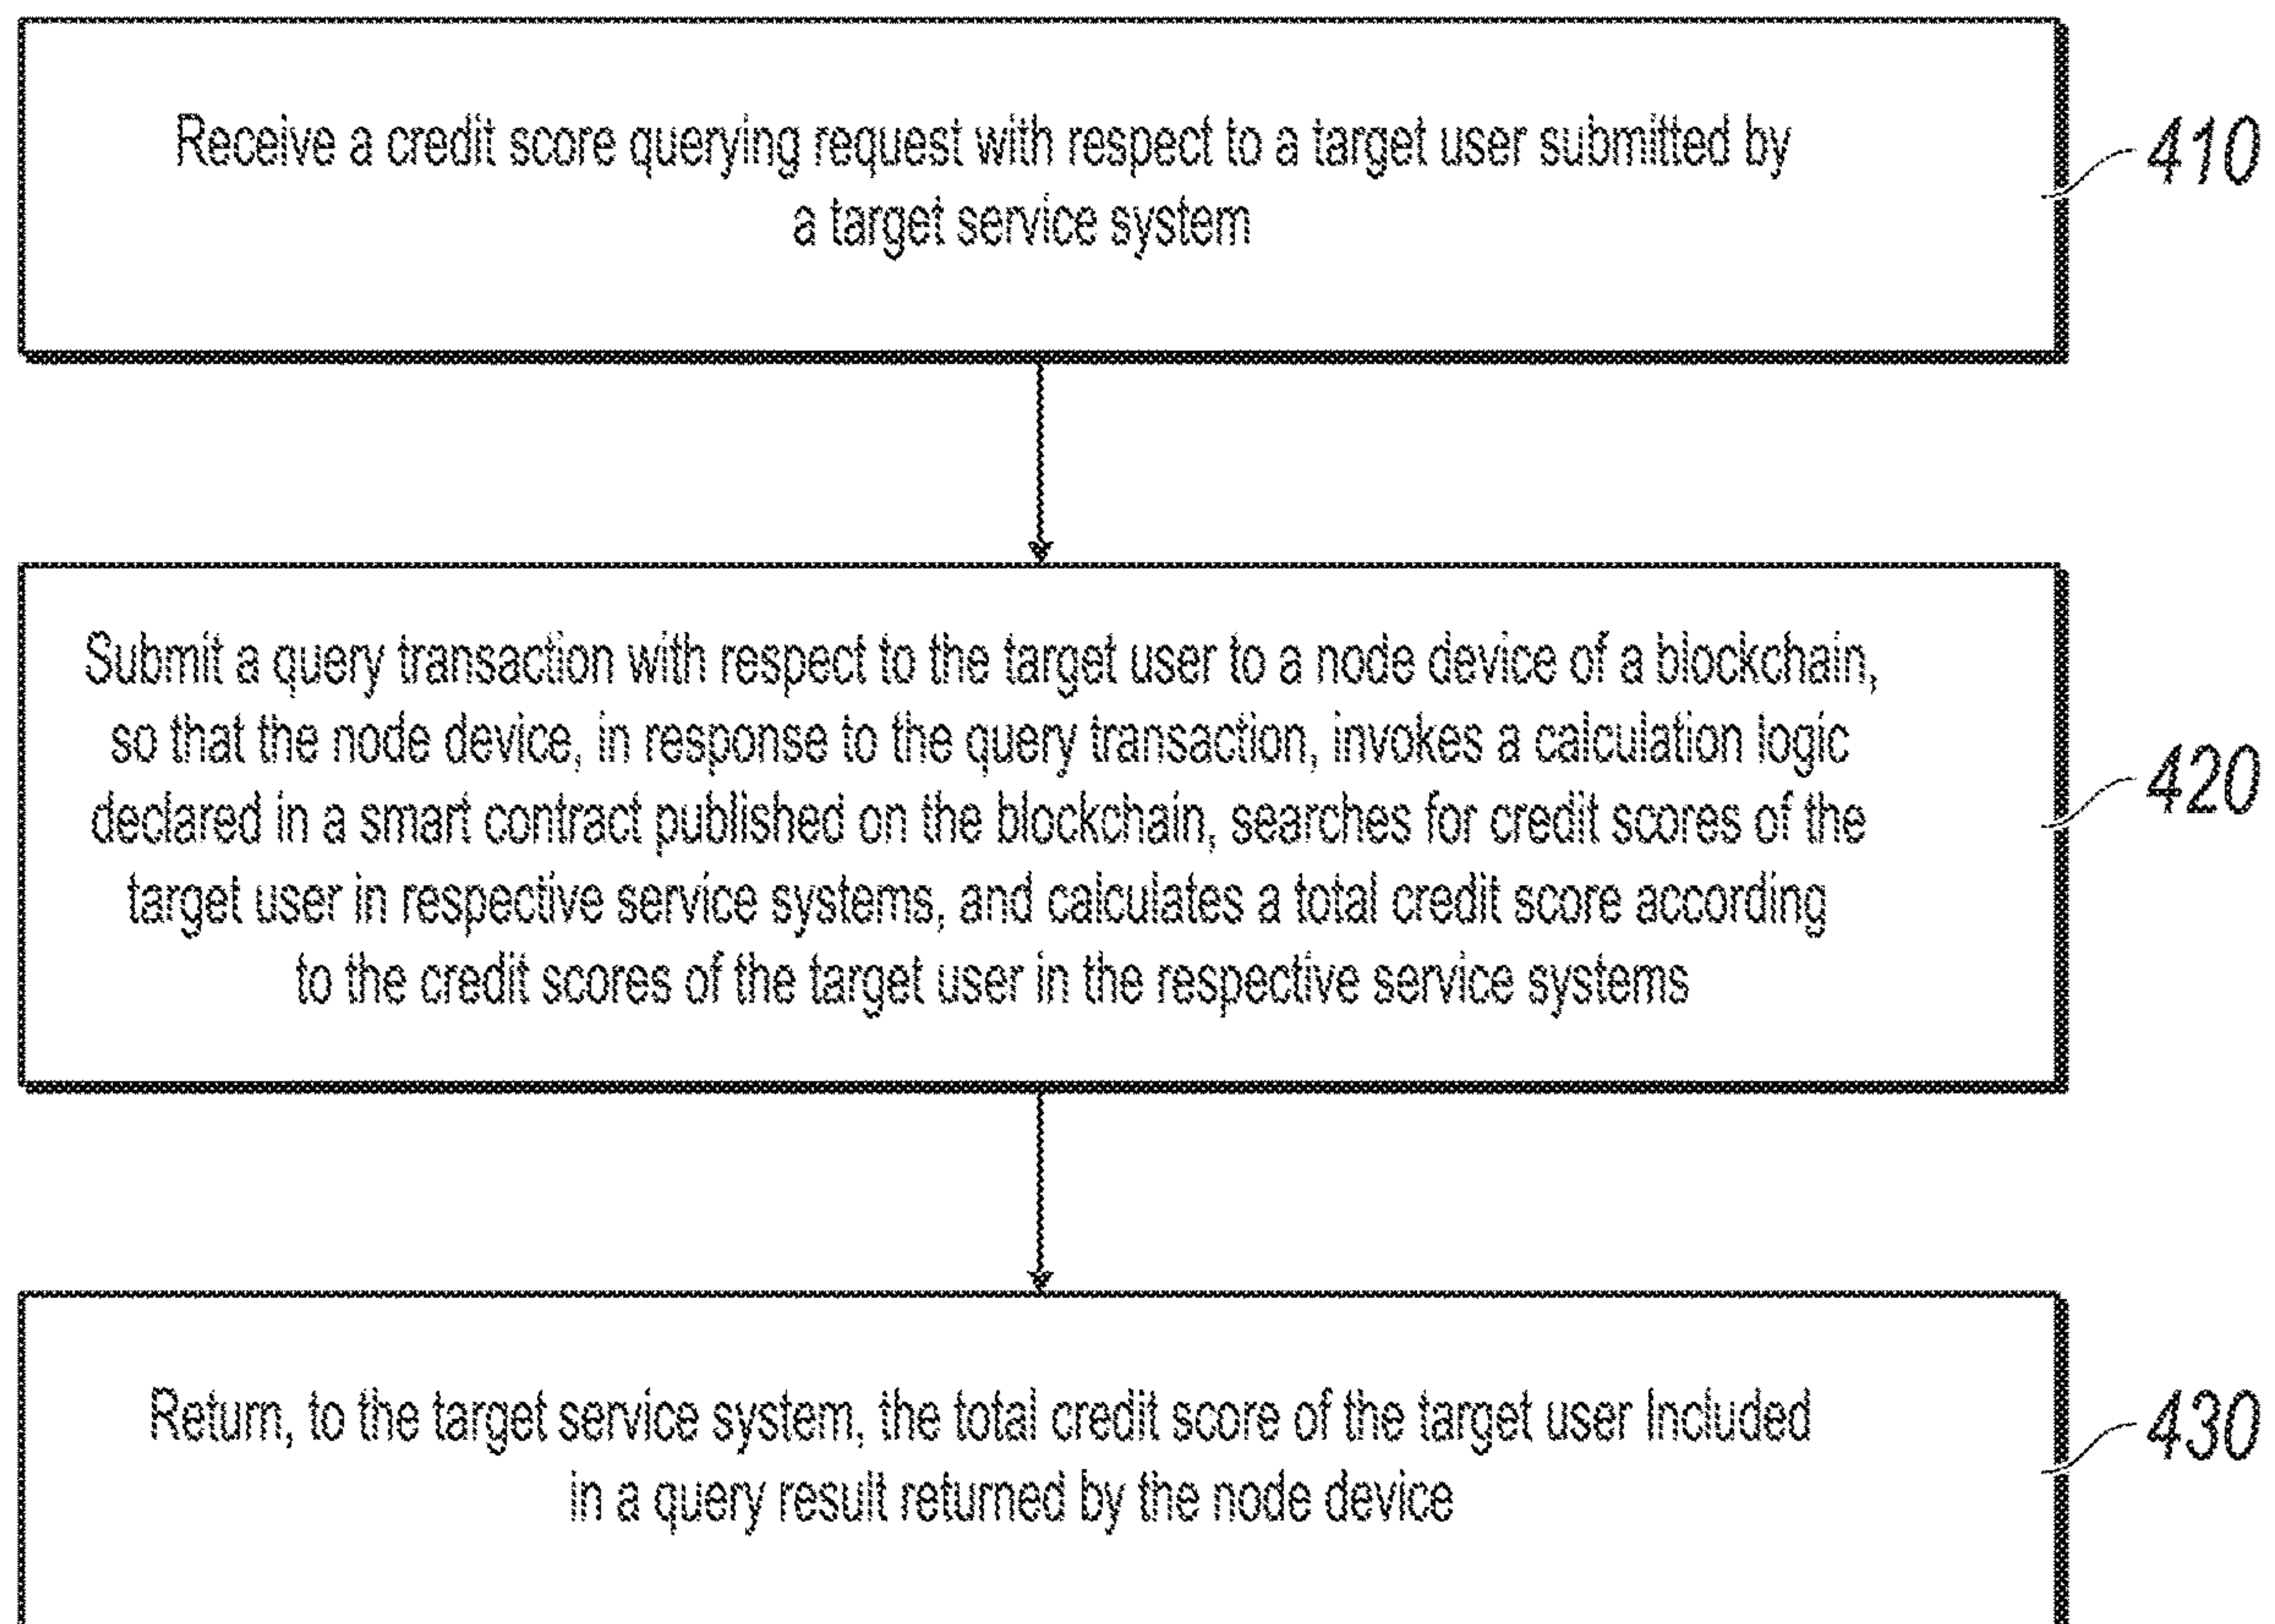 Receive a credit score querying request with respect to a target user submitted by
a target service system
410
Submit a query transaction with respect to the target user to a node device of a blockchain,
so that the node device, in response to the query transaction, invokes a calculation logic
declared in a smart contract published on the blockchain, searches for credit scores of the
target user in respective service systems, and calculates a total credit score according
to the credit scores of the target user in the respective service systems
420
Return, to the target service system, the total credit score of the target user Included
in a query result returned by the node device
430